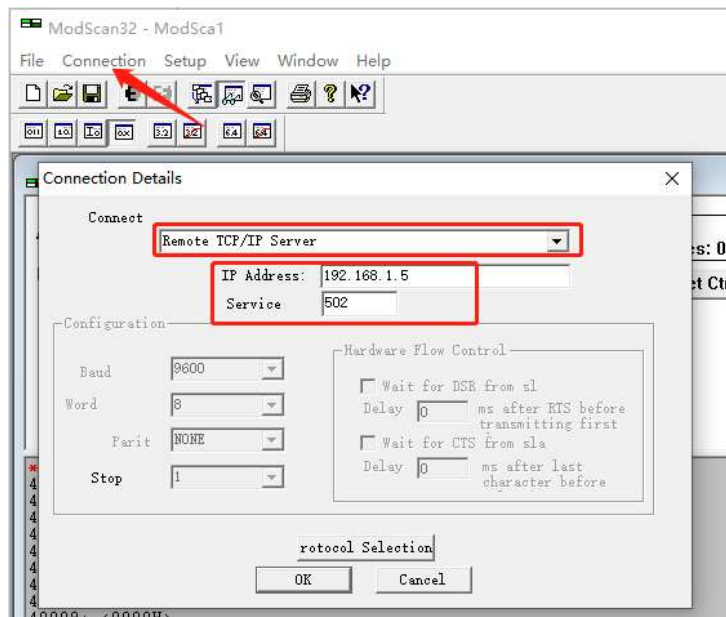 ModScan32 - ModSca1
File Connection Setup View Window Help
Connection Details
Connect
Remote TCP/IP Server
IP Address: 192.168.1.5
Service 502
Configuration
Baud 9600
Word 8
Parit NONE
Stop 1
Hardware Flow Control
Wait for DSR from sl
Delay 0 ms after RTS before
transmitting first
Wait for CTS from sla
Delay 0 ms after last
character before
rotocol Selection
OK Cancel